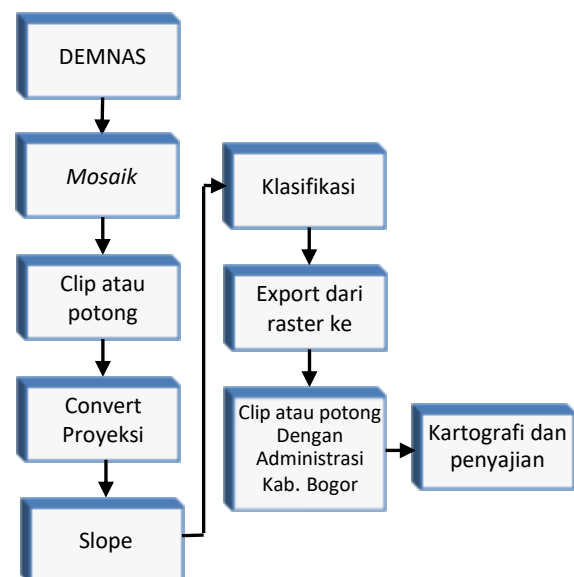 DEMNAS
Mosaik
Clip atau
potong
Convert
Proyeksi
Slope
Klasifikasi
Export dari
raster ke
Clip atau potong
Dengan
Administrasi
Kab. Bogor
Kartografi dan
penyajian